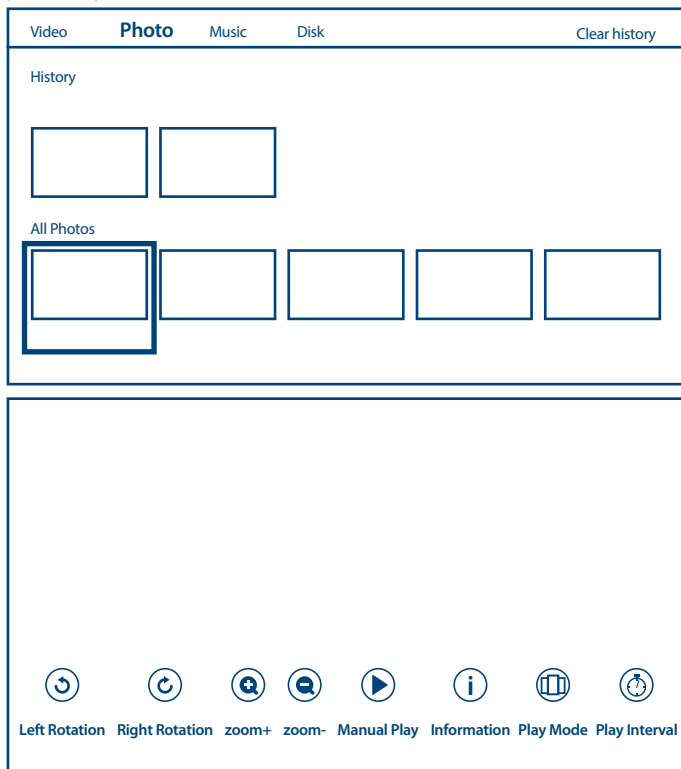 Video Photo Music Disk Clear history
History
All Photos
Left Rotation Right Rotation zoom+ zoom- Manual Play Information Play Mode Play Interval